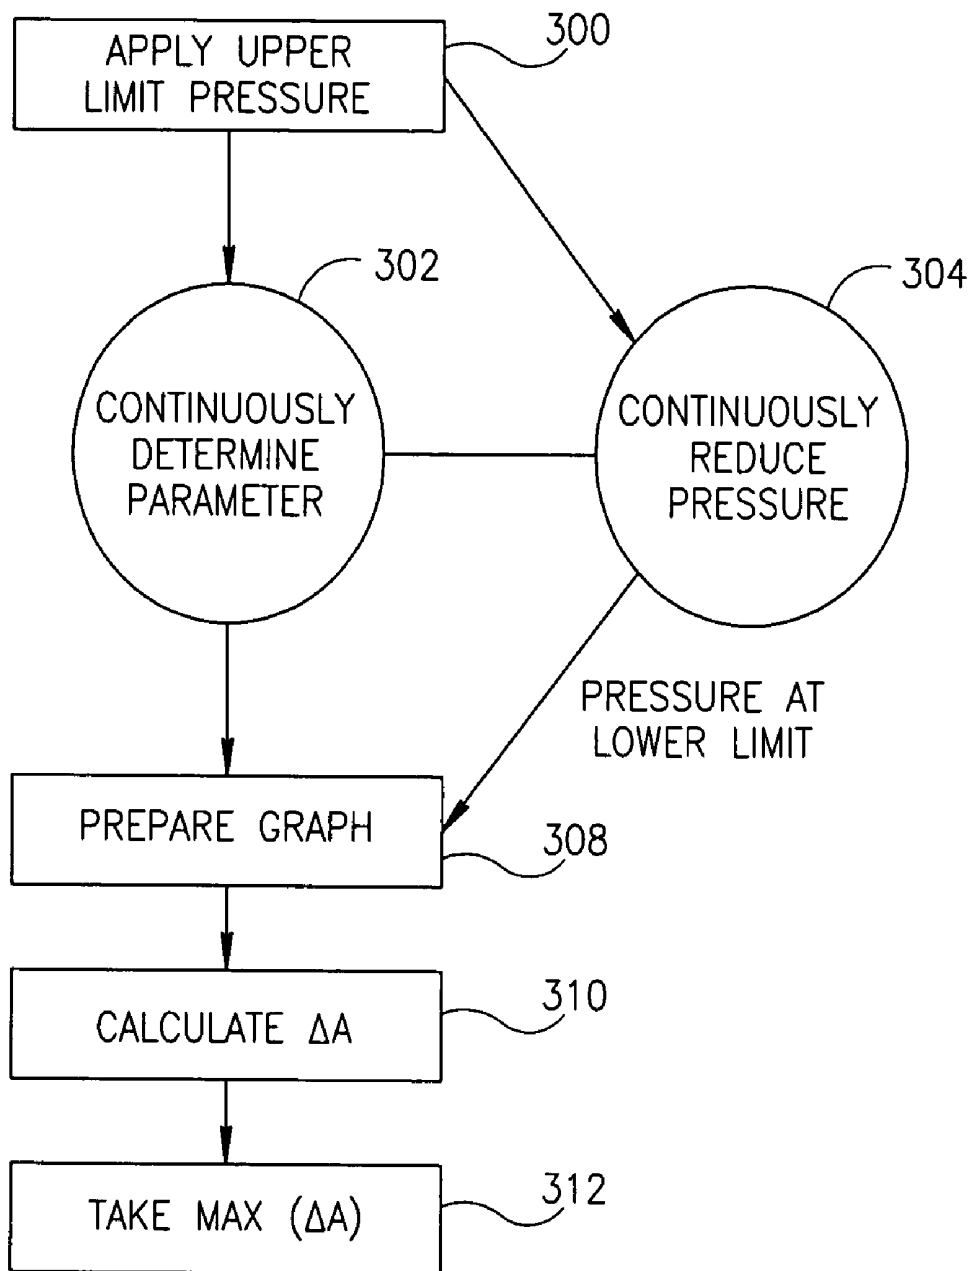 300
APPLY UPPER
LIMIT PRESSURE
302
304
CONTINUOUSLY
DETERMINE
PARAMETER
CONTINUOUSLY
REDUCE
PRESSURE
PRESSURE AT
LOWER LIMIT
PREPARE GRAPH
308
310
CALCULATE ΔA
312
TAKE MAX (ΔA)